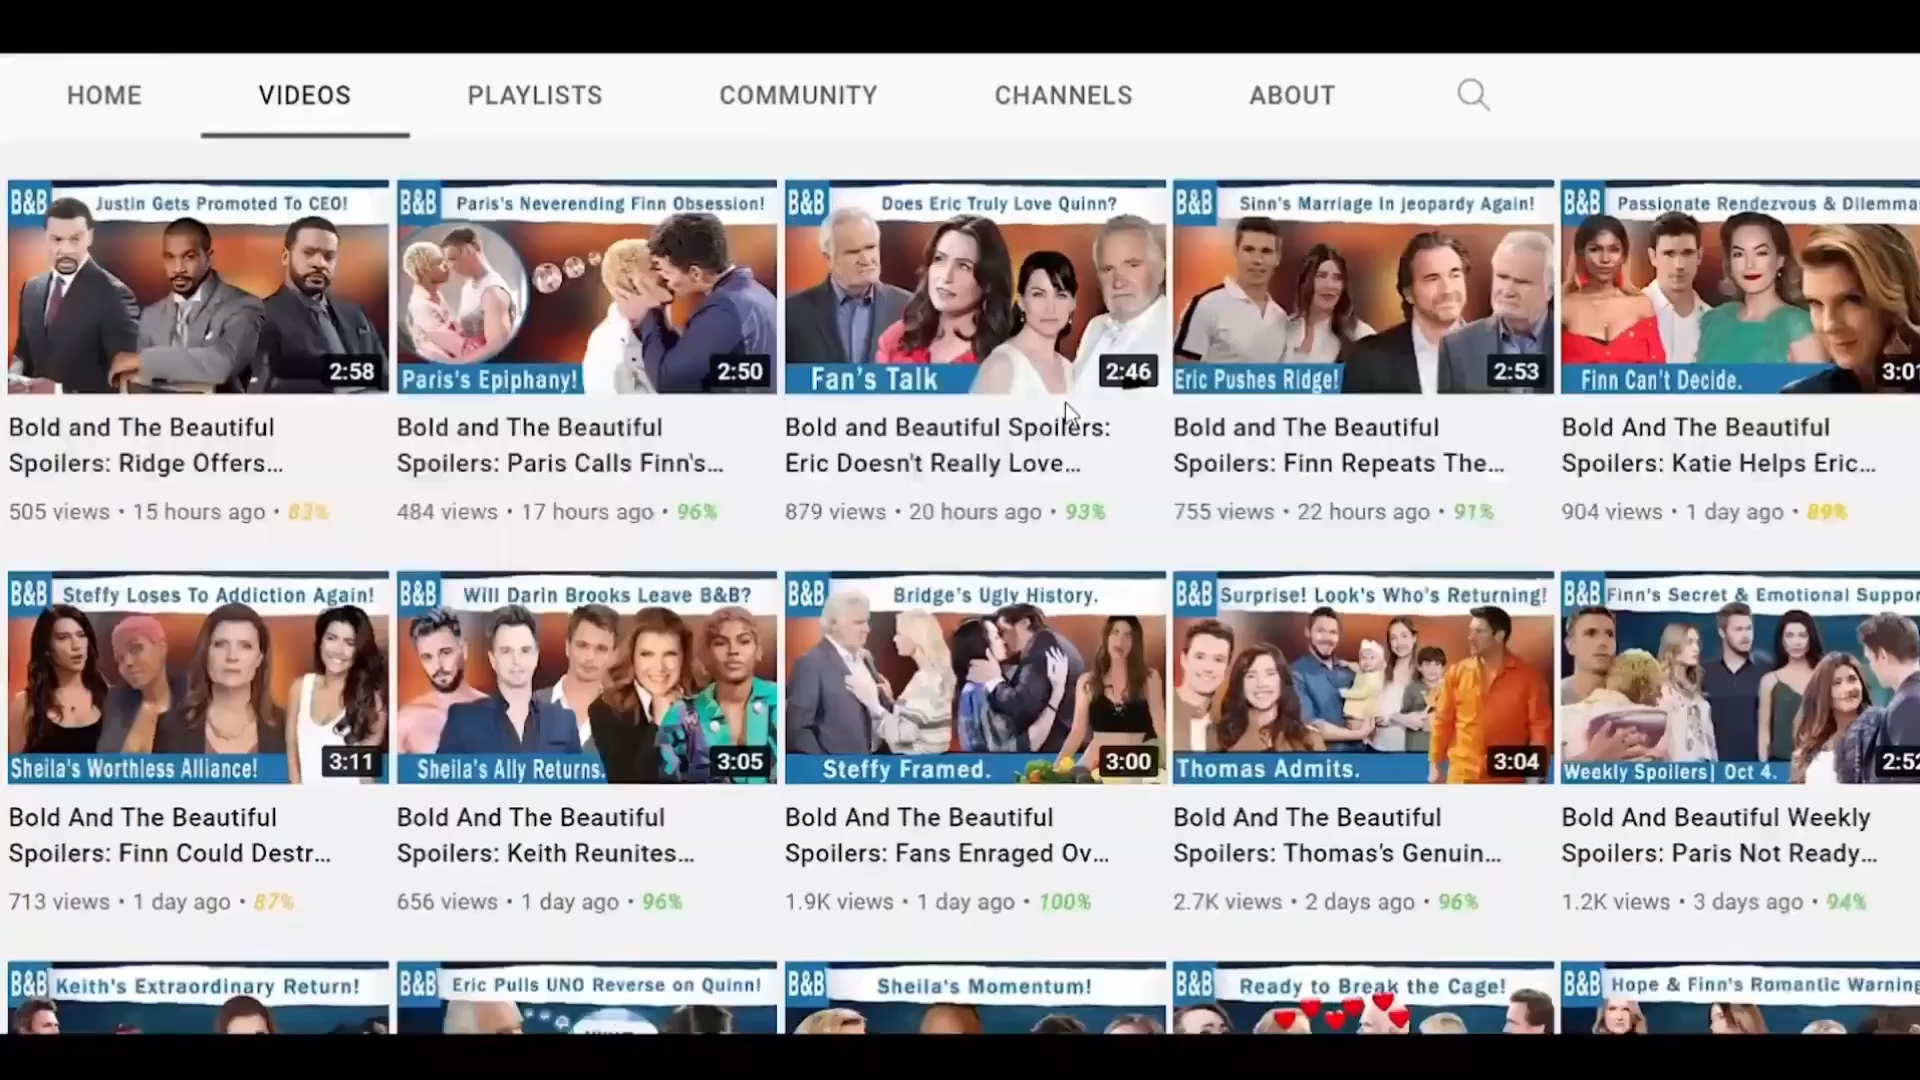 HOME VIDEOS PLAYLISTS COMMUNITY CHANNELS ABOUT
B&B Justin Gets Promoted To CEO!
2:58
Bold and The Beautiful
Spoilers: Ridge Offers...
505 views • 15 hours ago • 83%
B&B Paris's Neverending Finn Obsession!
Paris's Epiphany!
2:50
Bold and The Beautiful
Spoilers: Paris Calls Finn's...
484 views • 17 hours ago • 96%
B&B Does Eric Truly Love Quinn?
Fan's Talk
2:46
Bold and Beautiful Spoilers:
Eric Doesn't Really Love...
879 views • 20 hours ago • 93%
B&B Sinn's Marriage In Jeopardy Again!
Eric Pushes Ridge!
2:53
Bold and The Beautiful
Spoilers: Finn Repeats The...
755 views • 22 hours ago • 91%
B&B Passionate Rendezvous & Dilemma
Finn Can't Decide.
3:01
Bold And The Beautiful
Spoilers: Katie Helps Eric...
904 views • 1 day ago • 89%
B&B Steffy Loses To Addiction Again!
Sheila's Worthless Alliance!
3:11
Bold And The Beautiful
Spoilers: Finn Could Destr...
713 views • 1 day ago • 87%
B&B Will Darin Brooks Leave B&B?
Sheila's Ally Returns.
3:05
Bold And The Beautiful
Spoilers: Keith Reunites...
656 views • 1 day ago • 96%
B&B Bridge's Ugly History.
Steffy Framed.
3:00
Bold And The Beautiful
Spoilers: Fans Enraged Ov...
1.9K views • 1 day ago • 100%
B&B Surprise! Look's Who's Returning!
Thomas Admits.
3:04
Bold And The Beautiful
Spoilers: Thomas's Genuin...
2.7K views • 2 days ago • 96%
B&B Finn's Secret & Emotional Suppor
Weekly Spoilers| Oct 4.
2:52
Bold And Beautiful Weekly
Spoilers: Paris Not Ready...
1.2K views • 3 days ago • 94%
B&B Keith's Extraordinary Return!
B&B Eric Pulls UNO Reverse on Quinn!
B&B Sheila's Momentum!
B&B Ready to Break the Cage!
B&B Hope & Finn's Romantic Warning